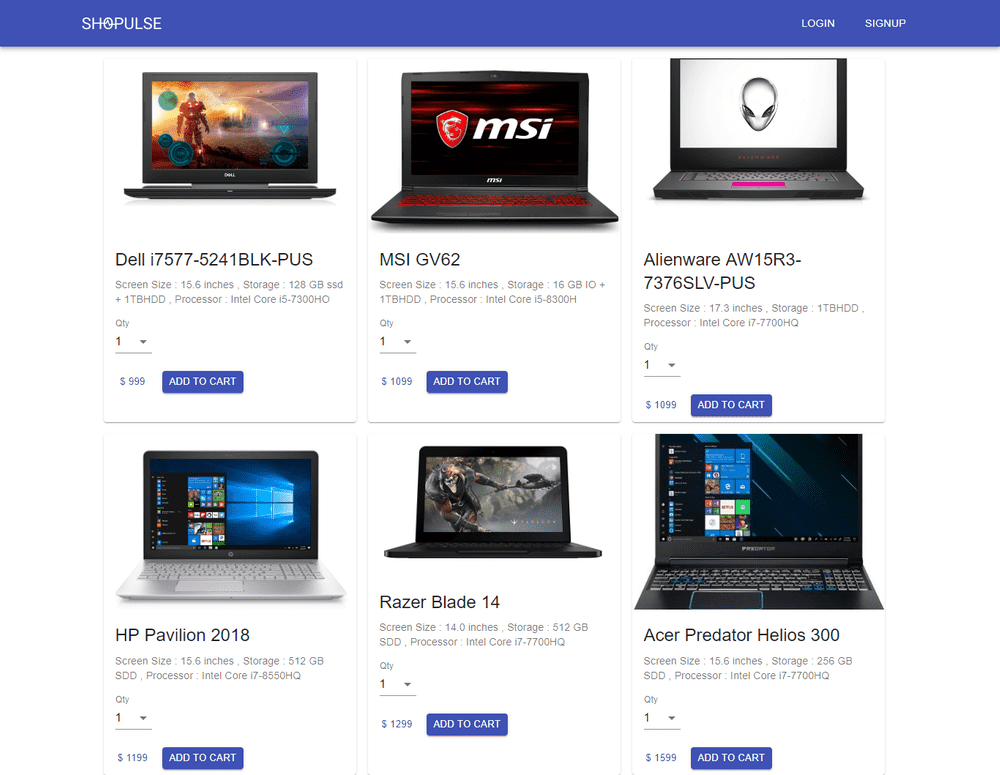 SHOPULSE
LOGIN
SIGNUP
DELL
msi
msi
ALIENWARE
Dell i7577-5241BLK-PUS
Screen Size : 15.6 inches , Storage : 128 GB ssd
+ 1TBHDD , Processor : Intel Core i5-7300HO
Qty
1
$ 999
ADD TO CART
MSI GV62
Screen Size : 15.6 inches , Storage : 16 GB IO +
1TBHDD , Processor : Intel Core i5-8300H
Qty
1
$ 1099
ADD TO CART
Alienware AW15R3-
7376SLV-PUS
Screen Size : 17.3 inches , Storage : 1TBHDD ,
Processor : Intel Core i7-7700HQ
Qty
1
$ 1099
ADD TO CART
PREDATOR
HP Pavilion 2018
Screen Size : 15.6 inches , Storage : 512 GB
SDD , Processor : Intel Core i7-8550HQ
Qty
1
$ 1199
ADD TO CART
Razer Blade 14
Screen Size : 14.0 inches , Storage : 512 GB
SDD , Processor : Intel Core i7-7700HQ
Qty
1
$ 1299
ADD TO CART
Acer Predator Helios 300
Screen Size : 15.6 inches , Storage : 256 GB
SDD , Processor : Intel Core i7-7700HQ
Qty
1
$ 1599
ADD TO CART